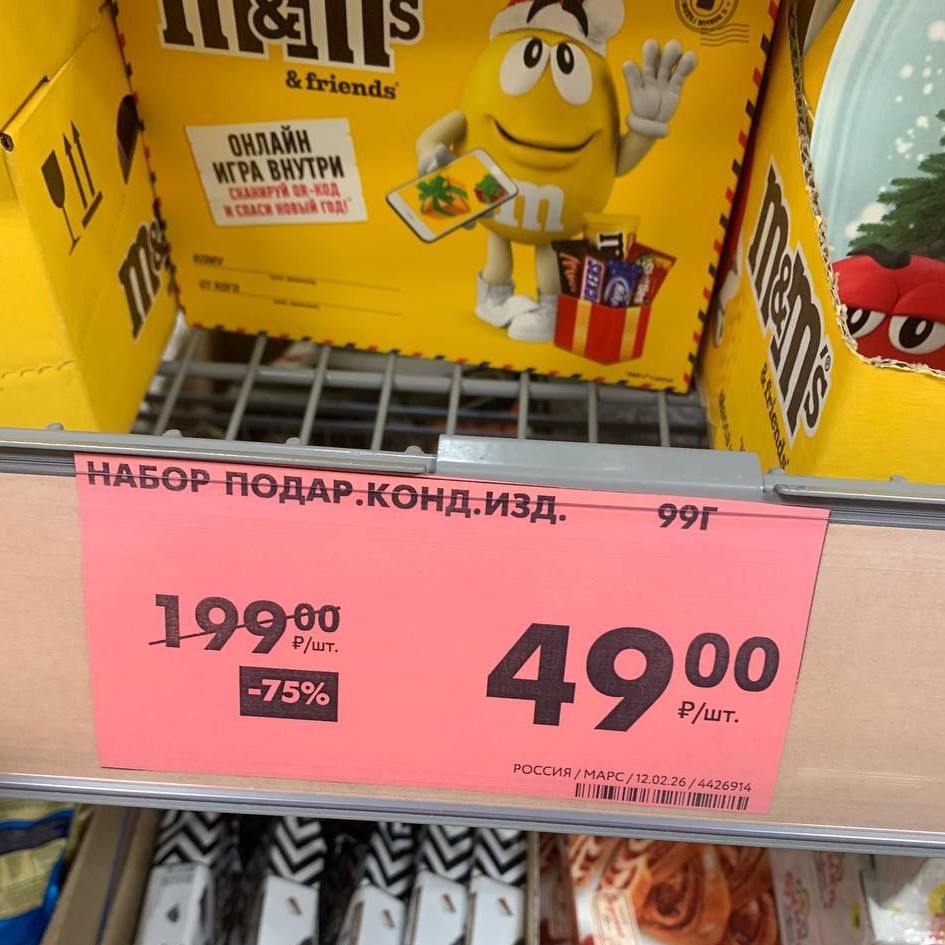 m&m's
& friends
ОНЛАЙН
ИГРА ВНУТРИ
СКАНИРУЙ QR-КОД
И СПАСИ НОВЫЙ ГОД!
КОМУ
ОТ КОГО
m
m&m's
& friends
НАБОР ПОДАР.КОНД.ИЗД. 99Г
199 00
₽/шт.
-75%
49 00
₽/шт.
РОССИЯ / МАРС / 12.02.26 / 4426914